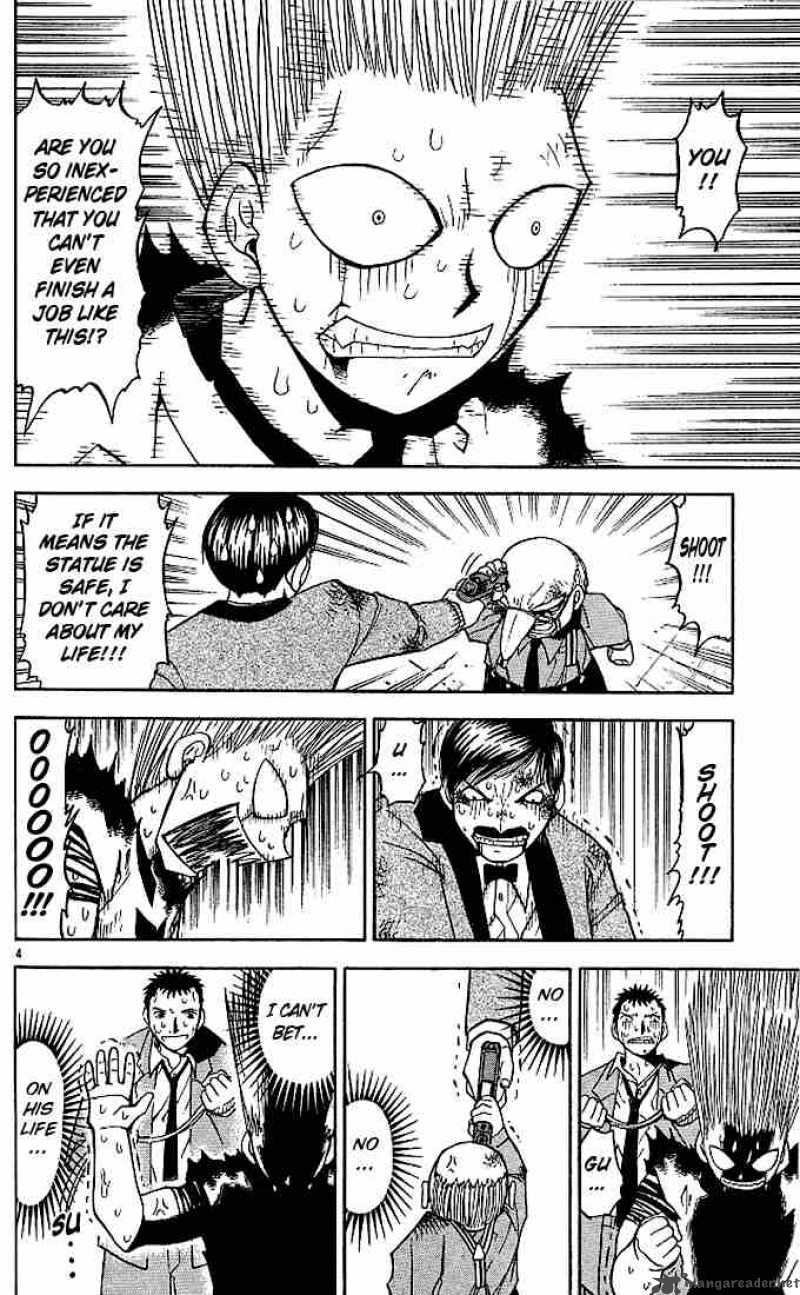 YOU
!!
ARE YOU
SO INEX-
PERIENCED
THAT YOU
CAN'T
EVEN
FINISH A
JOB LIKE
THIS!?
SHOOT
!!!
IF IT
MEANS THE
STATUE IS
SAFE, I
DON'T CARE
ABOUT MY
LIFE!!!
SHOOT!!!
U
...
OOOOOOO!!!
4
GU
...
NO
...
NO
...
I CAN'T
BET...
ON
HIS
LIFE
...
SU
...
mangareader.net